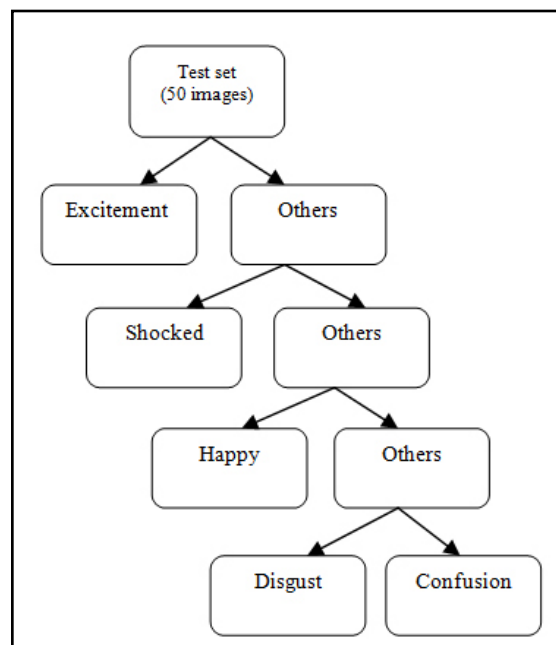 Test set
(50 images)
Excitement
Others
Shocked
Others
Happy
Others
Disgust
Confusion